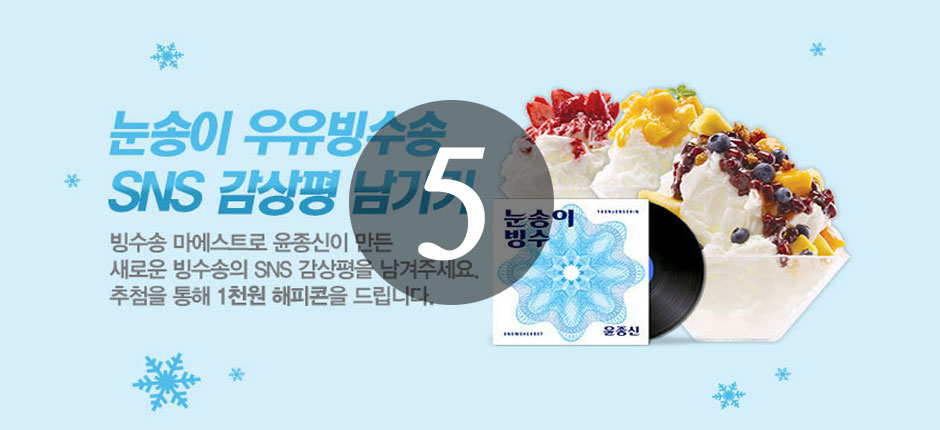 눈송이 우유빙수송
SNS 감상평 남기기
빙수송 마에스트로 윤종신이 만든
새로운 빙수송의 SNS 감상평을 남겨주세요.
추첨을 통해 1천원 해피콘을 드립니다.
5
눈송이
빙수
YOONJONGSHIN
SNOWSHERBET
윤종신